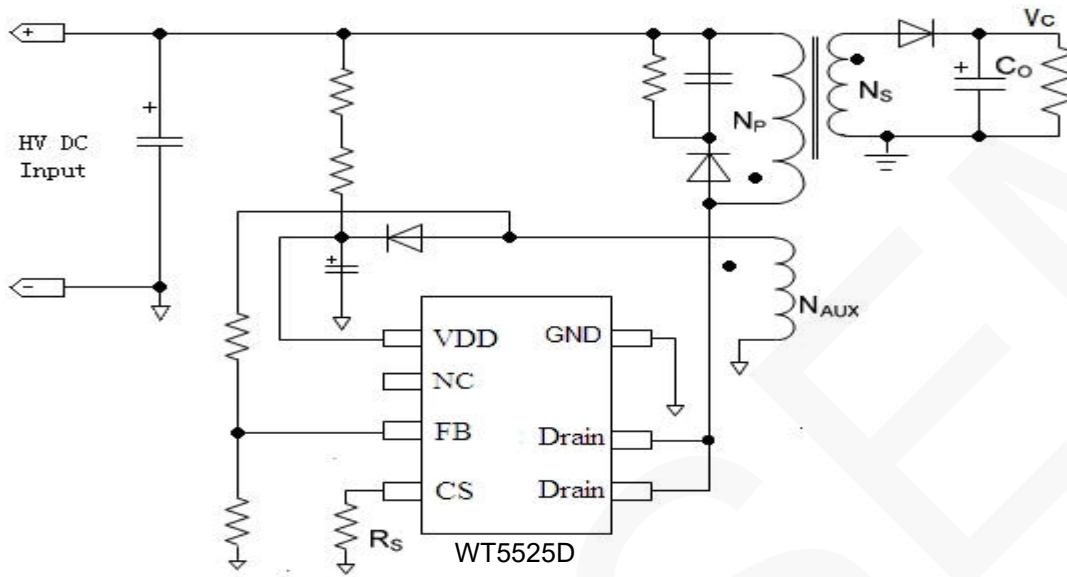 +
VC
+
+
CO
NS
NP
HV DC
Input
+
−
NAUX
VDD
GND
NC
FB
Drain
CS
Drain
RS
WT5525D